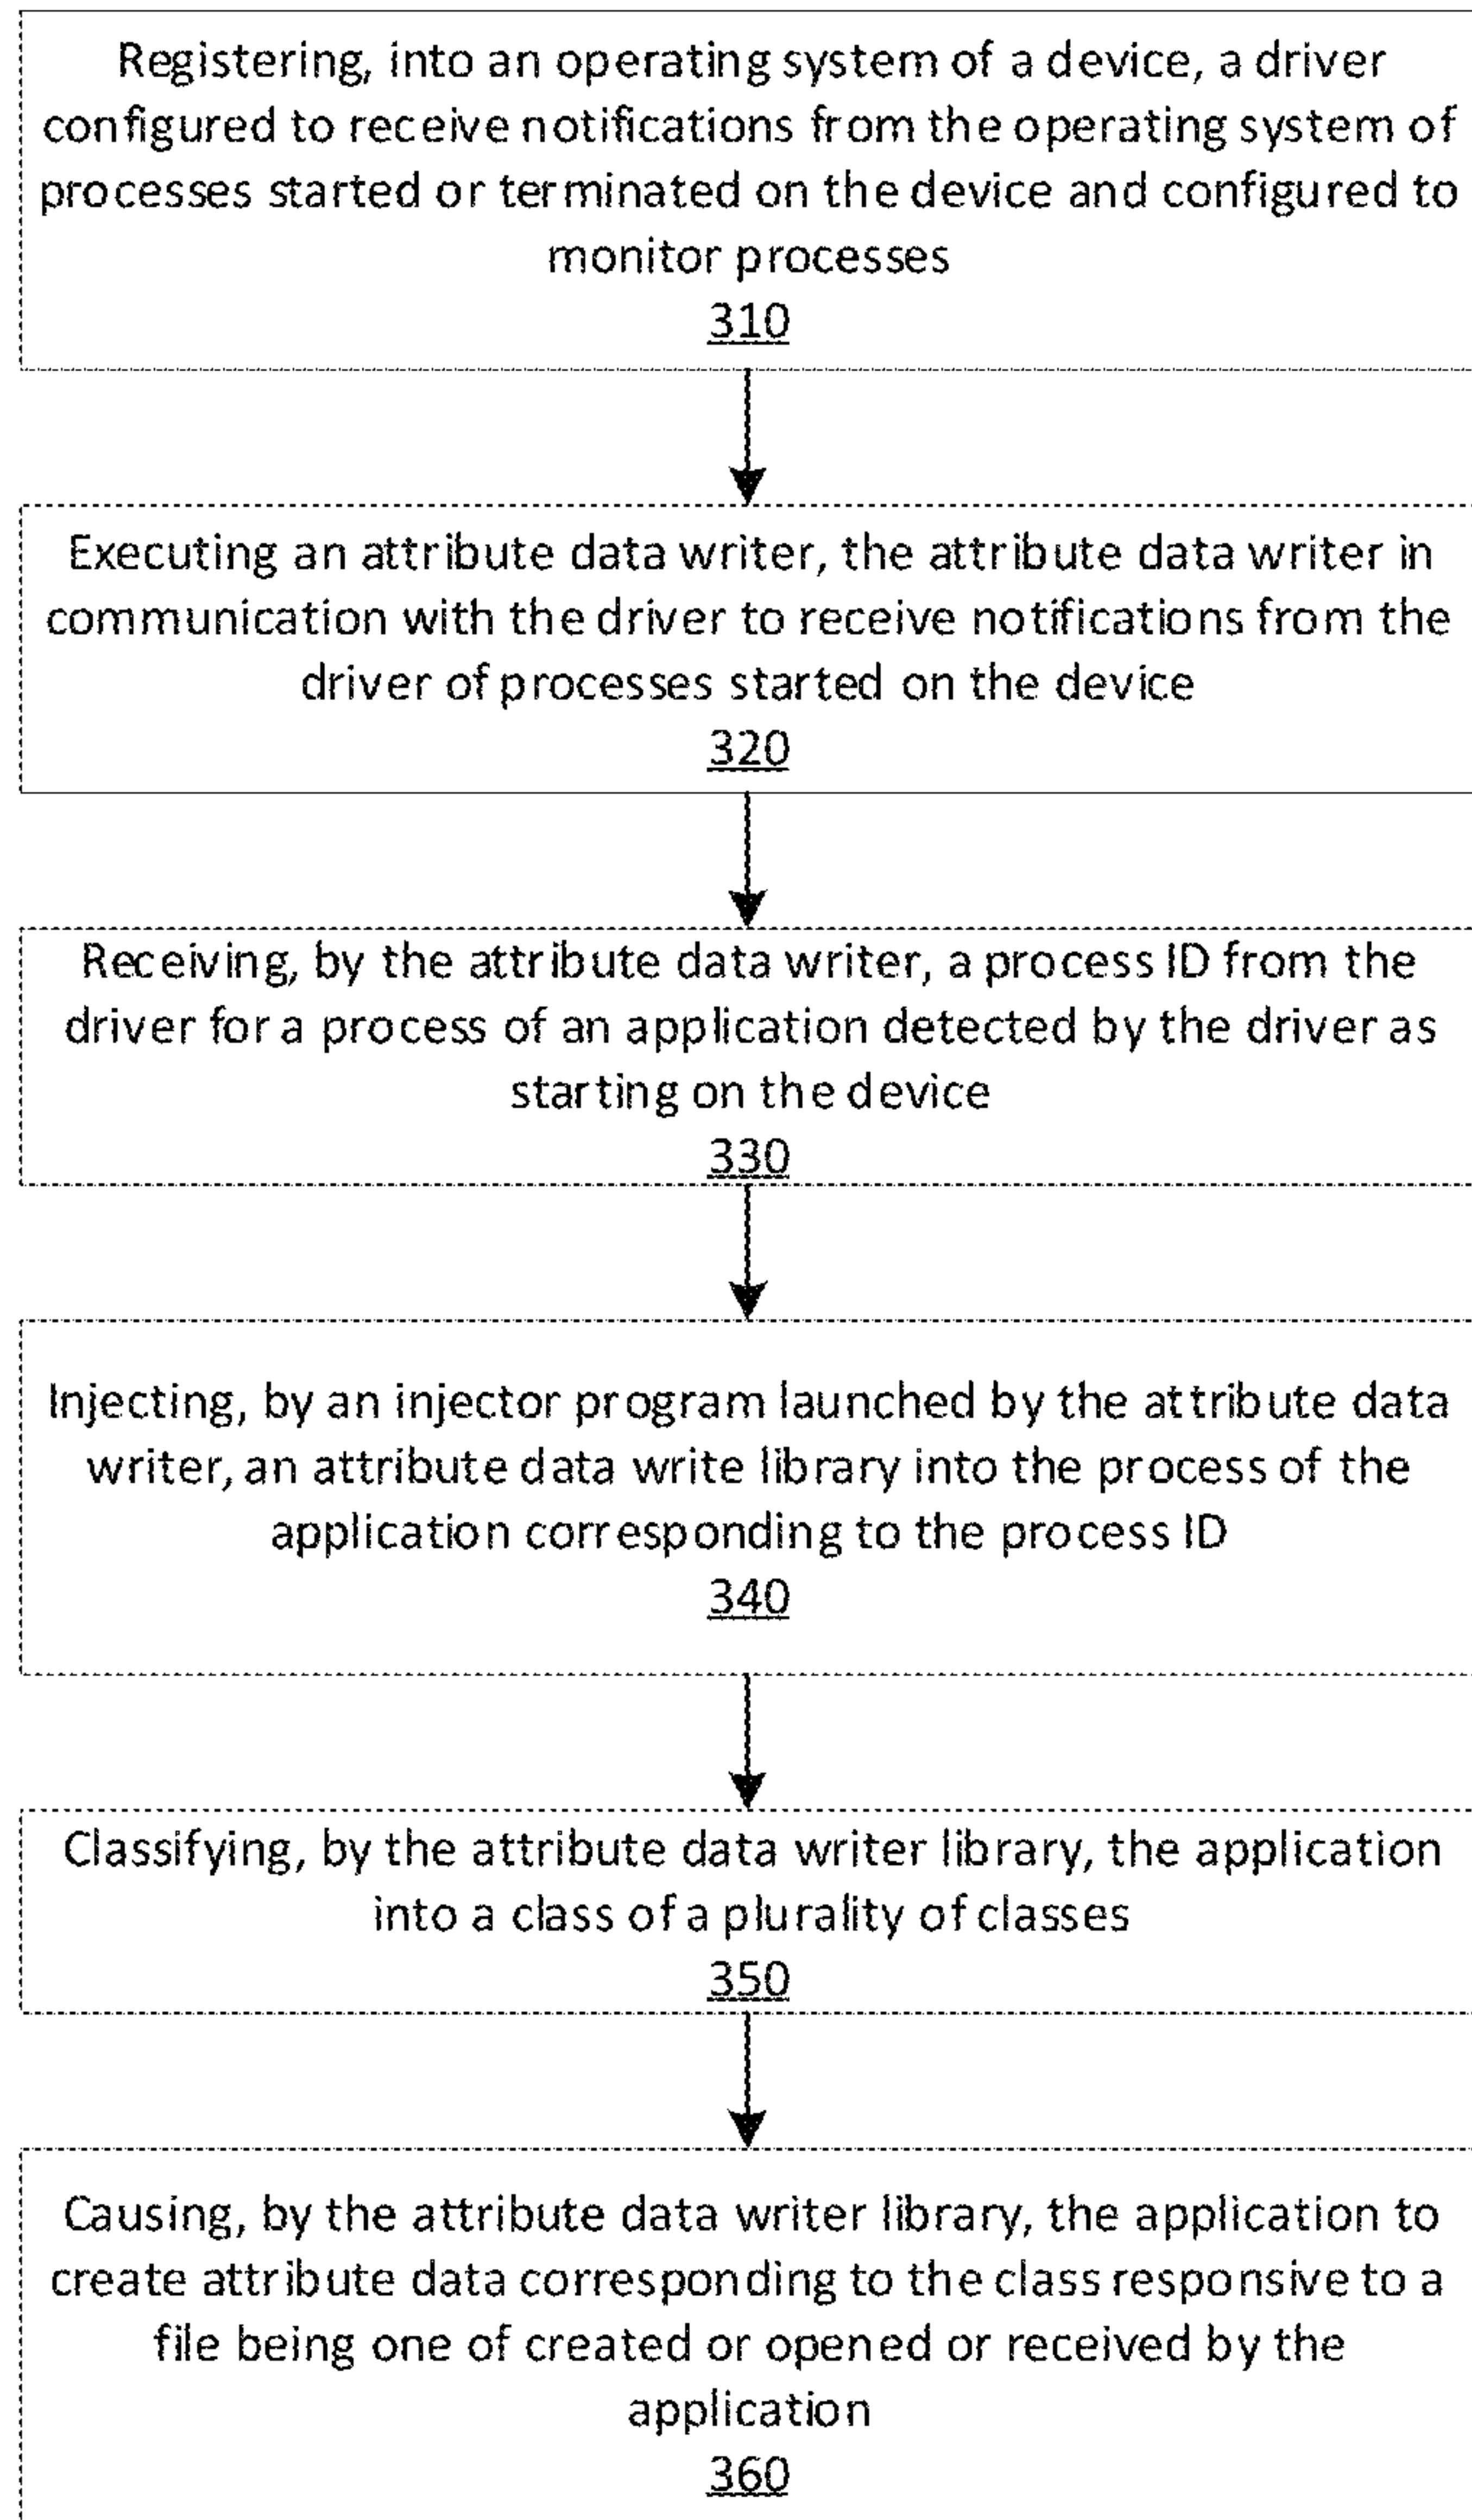 Registering, into an operating system of a device, a driver
configured to receive notifications from the operating system of
processes started or terminated on the device and configured to
monitor processes
310
Executing an attribute data writer, the attribute data writer in
communication with the driver to receive notifications from the
driver of processes started on the device
320
Receiving, by the attribute data writer, a process ID from the
driver for a process of an application detected by the driver as
starting on the device
330
Injecting, by an injector program launched by the attribute data
writer, an attribute data write library into the process of the
application corresponding to the process ID
340
Classifying, by the attribute data writer library, the application
into a class of a plurality of classes
350
Causing, by the attribute data writer library, the application to
create attribute data corresponding to the class responsive to a
file being one of created or opened or received by the
application
360